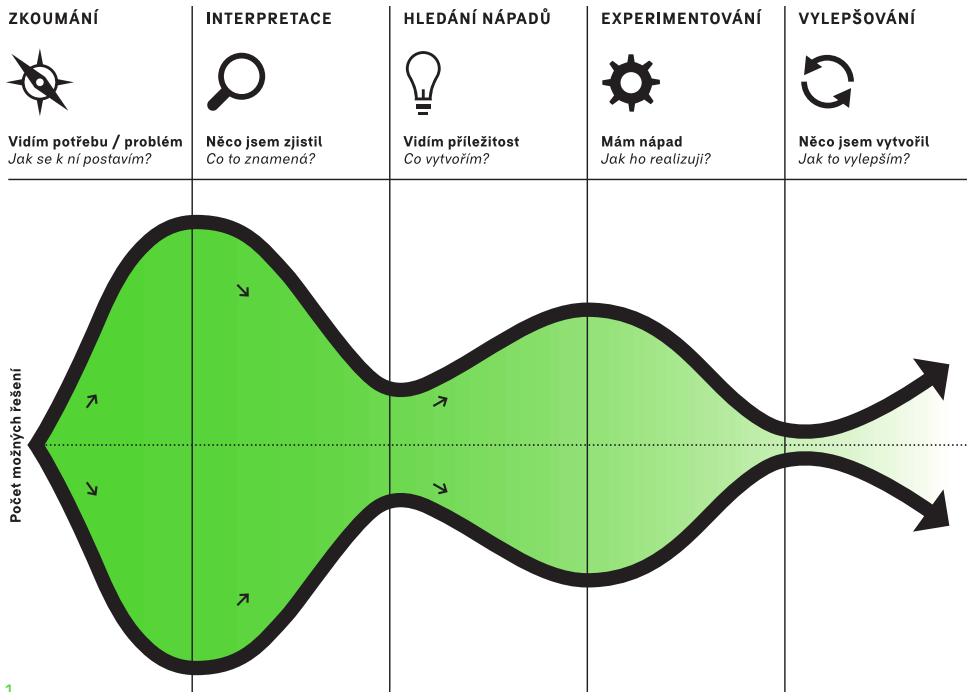 ZKOUMÁNÍ
Vidím potřebu / problém
Jak se k ní postavím?
INTERPRETACE
Něco jsem zjistil
Co to znamená?
HLEDÁNÍ NÁPADŮ
Vidím příležitost
Co vytvořím?
EXPERIMENTOVÁNÍ
Mám nápad
Jak ho realizuji?
VYLEPŠOVÁNÍ
Něco jsem vytvořil
Jak to vylepším?
Počet možných řešení
1